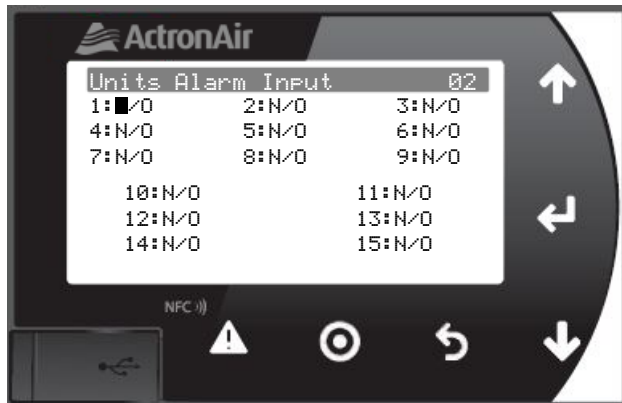 ActronAir
Units Alarm Input 02
1:█/O 2:N/O 3:N/O
4:N/O 5:N/O 6:N/O
7:N/O 8:N/O 9:N/O
10:N/O 11:N/O
12:N/O 13:N/O
14:N/O 15:N/O
NFC